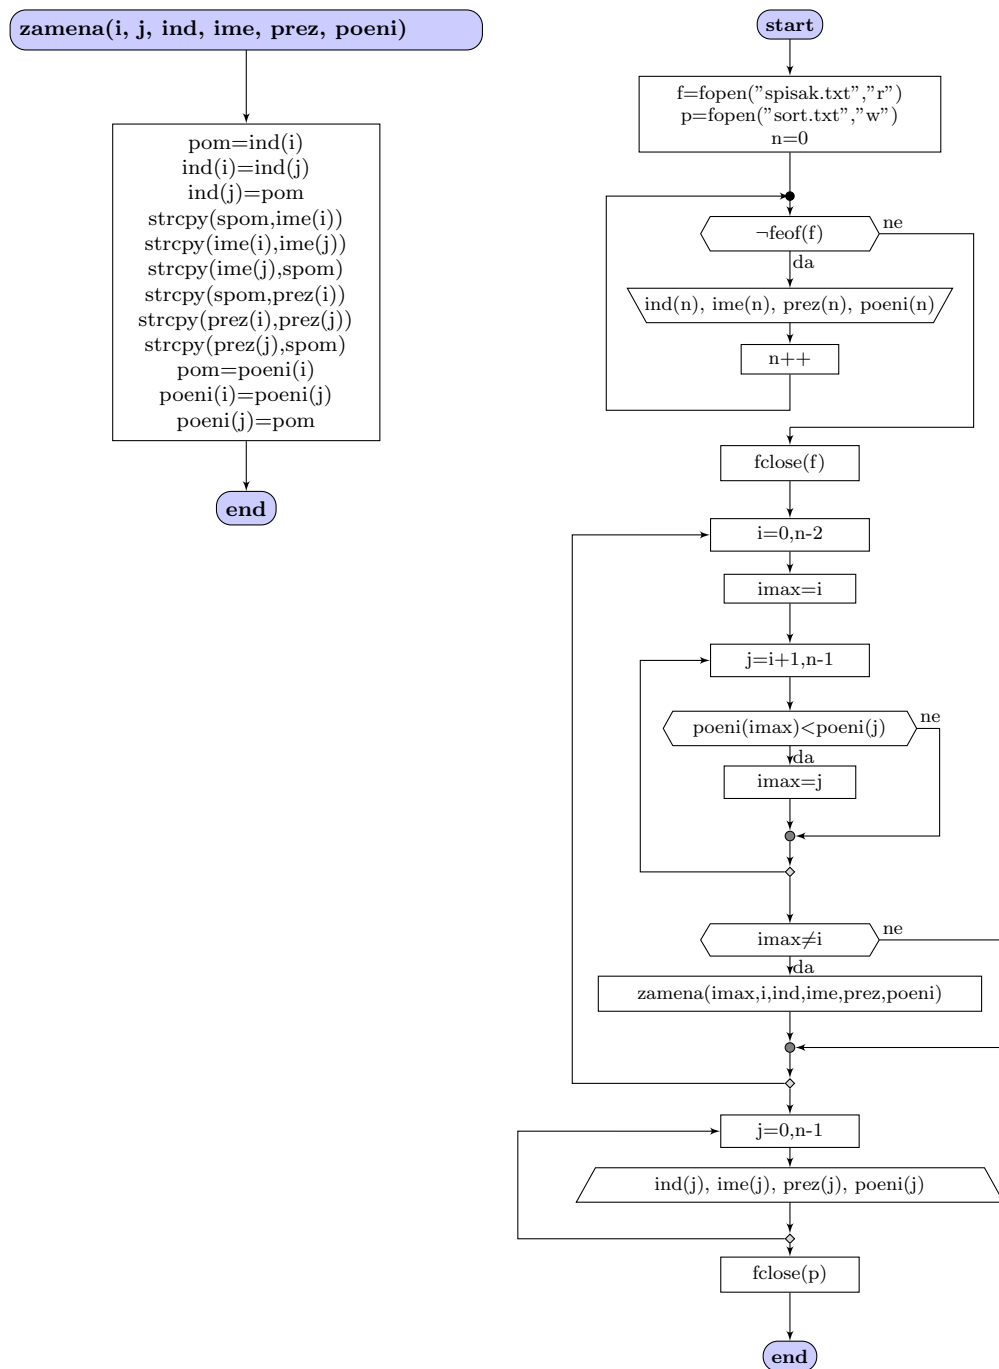 zamena(i, j, ind, ime, prez, poeni)
pom=ind(i)
ind(i)=ind(j)
ind(j)=pom
strcpy(spom,ime(i))
strcpy(ime(i),ime(j))
strcpy(ime(j),spom)
strcpy(spom,prez(i))
strcpy(prez(i),prez(j))
strcpy(prez(j),spom)
pom=poeni(i)
poeni(i)=poeni(j)
poeni(j)=pom
end
start
f=fopen(”spisak.txt”,”r”)
p=fopen(”sort.txt”,”w”)
n=0
¬feof(f)
ne
da
ind(n), ime(n), prez(n), poeni(n)
n++
fclose(f)
i=0,n-2
imax=i
j=i+1,n-1
poeni(imax)<poeni(j)
ne
da
imax=j
imax≠i
ne
da
zamena(imax,i,ind,ime,prez,poeni)
j=0,n-1
ind(j), ime(j), prez(j), poeni(j)
fclose(p)
end